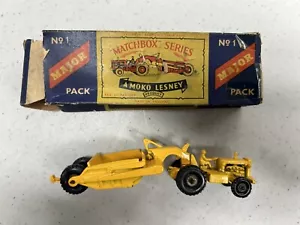 Nº 1
MAJOR
PACK
MATCHBOX SERIES
A MOKO LESNEY
Nº 1
MAJOR
PACK